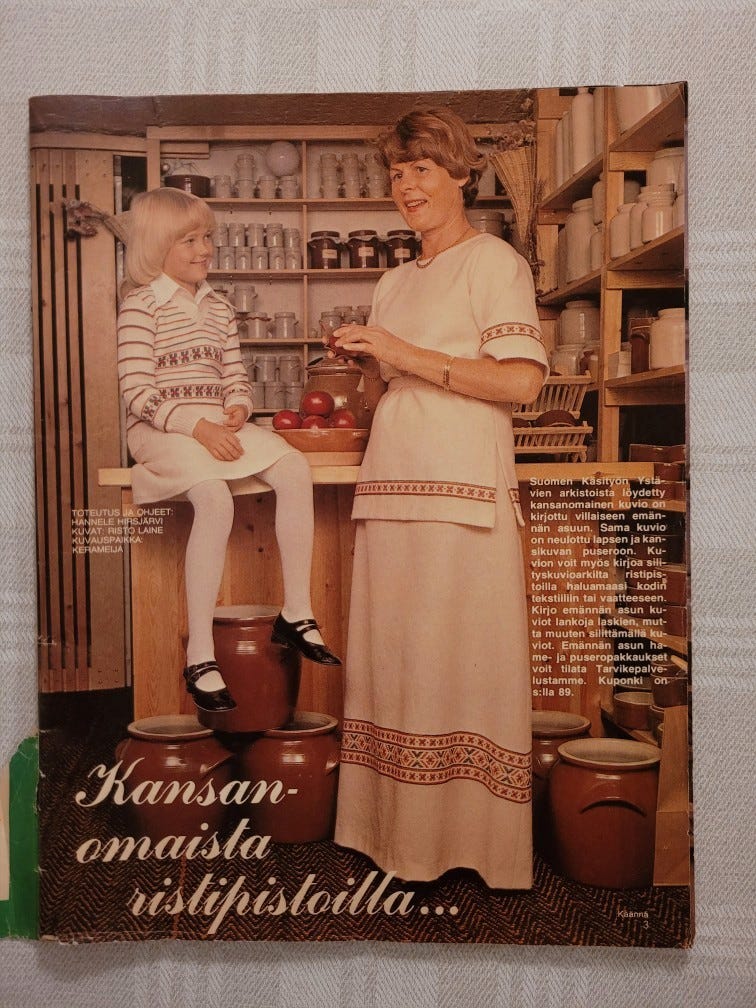 TOTEUTUS JA OHJEET:
HANNELE HIRSJÄRVI
KUVAT: RISTO LAINE
KUVAUSPAIKKA:
KERAMEIJA
Suomen Käsityön Ystä-
vien arkistoista löydetty
kansanomainen kuvio on
kirjottu villaiseen emän-
nän asuun. Sama kuvio
on neulottu lapsen ja kan-
sikuvan puseroon. Ku-
vion voit myös kirjoa sili-
tyskuvioarkilta ristipis-
toilla haluamaasi kodin
tekstiiliin tai vaatteeseen.
Kirjo emännän asun ku-
viot lankoja laskien, mut-
ta muuten silittämällä ku-
viot. Emännän asun ha-
me- ja puseropakkaukset
voit tilata Tarvikepalve-
lustamme. Kuponki on
s:lla 89.
Kansan-
omaista
ristipistoilla...
Käännä
3